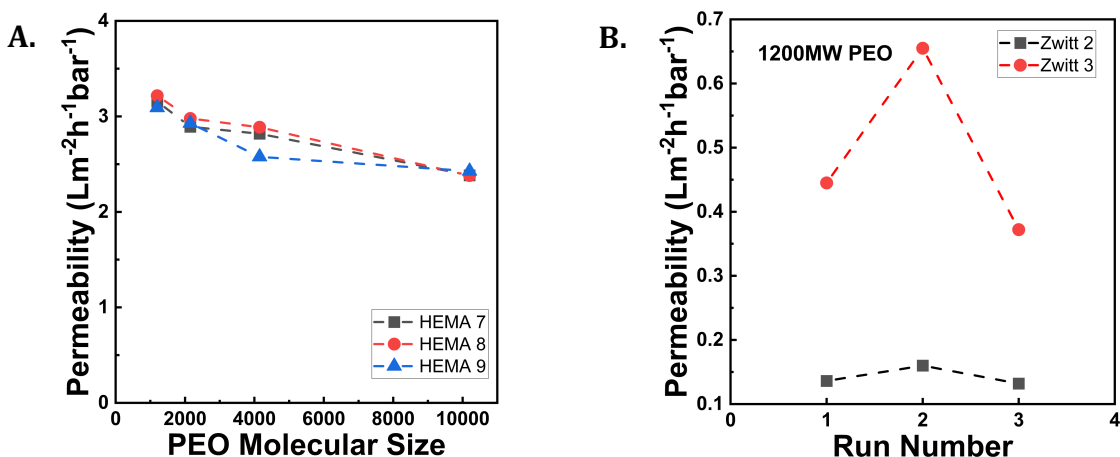 A.
Permeability (Lm⁻²h⁻¹bar⁻¹)
4
3
2
1
0
HEMA 7
HEMA 8
HEMA 9
0 2000 4000 6000 8000 10000
PEO Molecular Size
B.
Permeability (Lm⁻²h⁻¹bar⁻¹)
0.7
0.6
0.5
0.4
0.3
0.2
0.1
1200MW PEO
Zwitt 2
Zwitt 3
0 1 2 3 4
Run Number